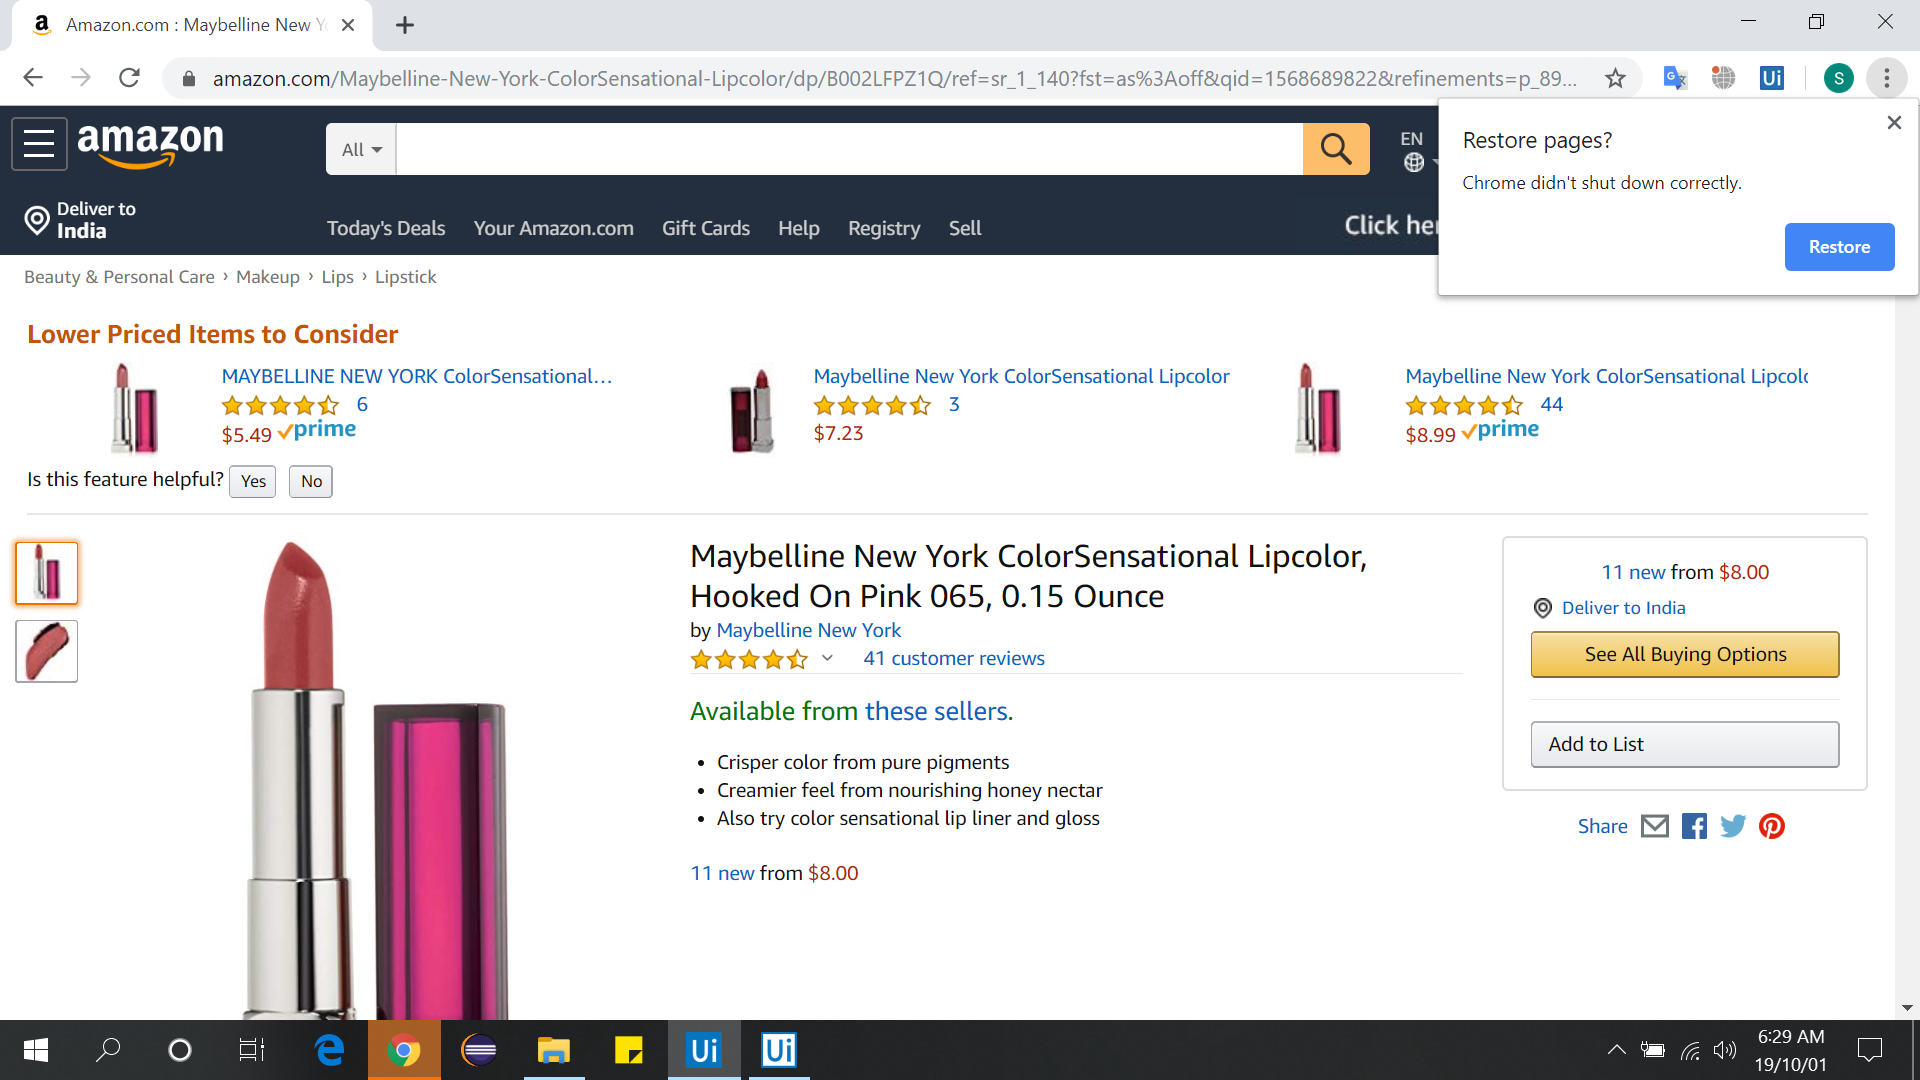 Amazon.com : Maybelline New Y
amazon.com/Maybelline-New-York-ColorSensational-Lipcolor/dp/B002LFPZ1Q/ref=sr_1_140?fst=as%3Aoff&qid=1568689822&refinements=p_89...
Ui
S
amazon
All
EN
Restore pages?
Chrome didn't shut down correctly.
Restore
Deliver to
India
Today's Deals
Your Amazon.com
Gift Cards
Help
Registry
Sell
Click her
Beauty & Personal Care › Makeup › Lips › Lipstick
Lower Priced Items to Consider
MAYBELLINE NEW YORK ColorSensational…
6
$5.49 prime
Maybelline New York ColorSensational Lipcolor
3
$7.23
Maybelline New York ColorSensational Lipcolo
44
$8.99 prime
Is this feature helpful? Yes No
Maybelline New York ColorSensational Lipcolor,
Hooked On Pink 065, 0.15 Ounce
by Maybelline New York
41 customer reviews
Available from these sellers.
• Crisper color from pure pigments
• Creamier feel from nourishing honey nectar
• Also try color sensational lip liner and gloss
11 new from $8.00
11 new from $8.00
Deliver to India
See All Buying Options
Add to List
Share
Ui
Ui
6:29 AM
19/10/01